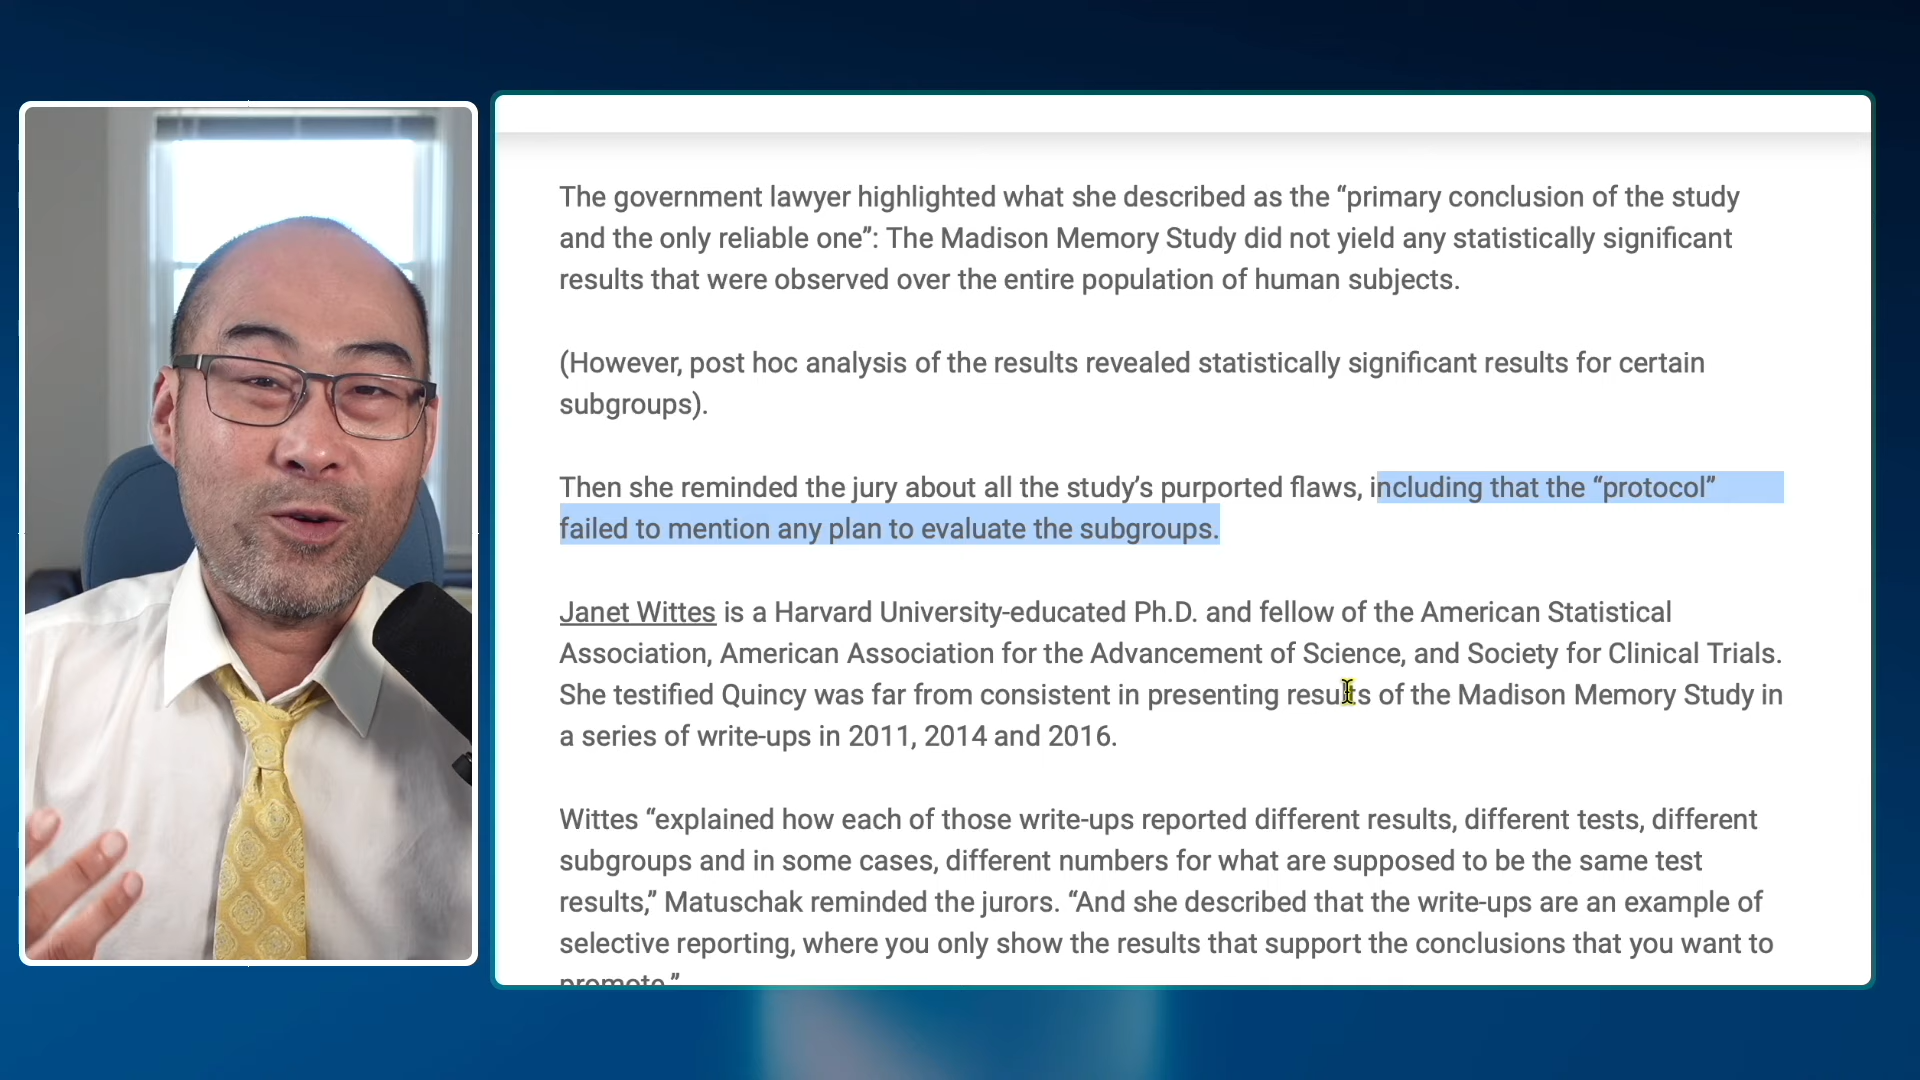 The government lawyer highlighted what she described as the “primary conclusion of the study
and the only reliable one”: The Madison Memory Study did not yield any statistically significant
results that were observed over the entire population of human subjects.
(However, post hoc analysis of the results revealed statistically significant results for certain
subgroups).
Then she reminded the jury about all the study’s purported flaws, including that the “protocol”
failed to mention any plan to evaluate the subgroups.
Janet Wittes is a Harvard University-educated Ph.D. and fellow of the American Statistical
Association, American Association for the Advancement of Science, and Society for Clinical Trials.
She testified Quincy was far from consistent in presenting results of the Madison Memory Study in
a series of write-ups in 2011, 2014 and 2016.
Wittes “explained how each of those write-ups reported different results, different tests, different
subgroups and in some cases, different numbers for what are supposed to be the same test
results,” Matuschak reminded the jurors. “And she described that the write-ups are an example of
selective reporting, where you only show the results that support the conclusions that you want to
promote.”